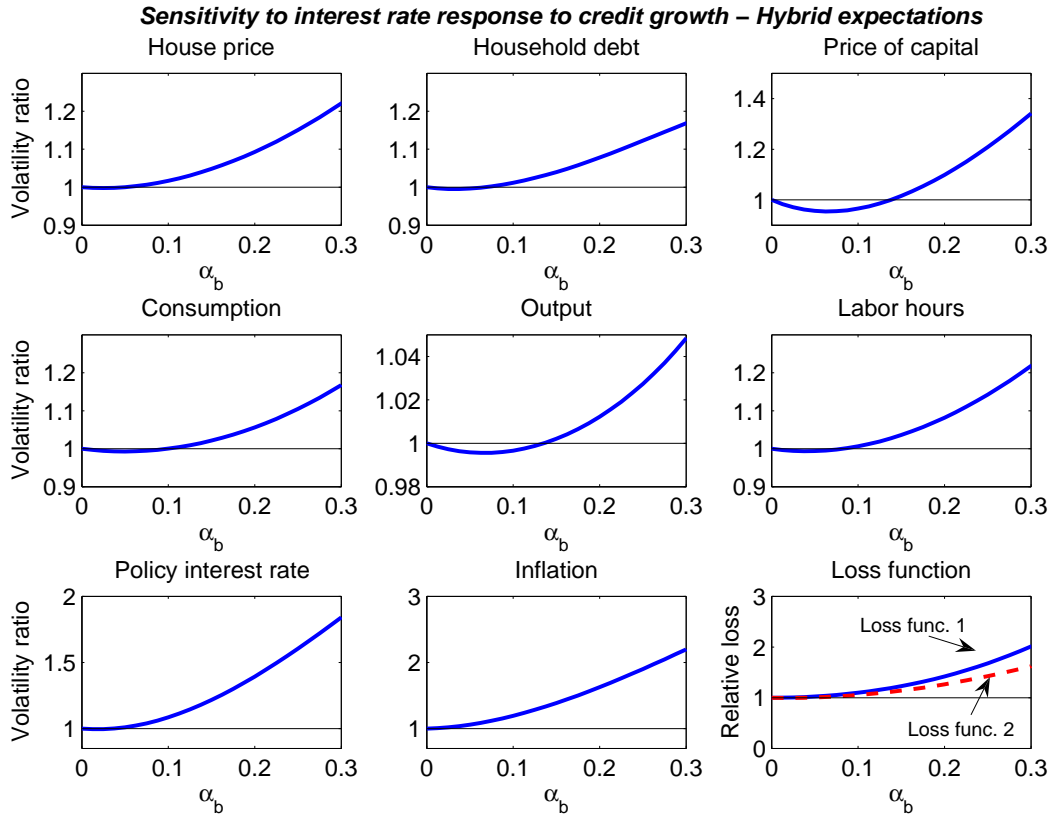 Sensitivity to interest rate response to credit growth – Hybrid expectations
House price
Volatility ratio
1.2
1.1
1
0.9
0 0.1 0.2 0.3
α_b
Household debt
1.2
1.1
1
0.9
0 0.1 0.2 0.3
α_b
Price of capital
1.4
1.2
1
0 0.1 0.2 0.3
α_b
Consumption
Volatility ratio
1.2
1.1
1
0.9
0 0.1 0.2 0.3
α_b
Output
1.04
1.02
1
0.98
0 0.1 0.2 0.3
α_b
Labor hours
1.2
1.1
1
0.9
0 0.1 0.2 0.3
α_b
Policy interest rate
Volatility ratio
2
1.5
1
0 0.1 0.2 0.3
α_b
Inflation
3
2
1
0 0.1 0.2 0.3
α_b
Loss function
Relative loss
3
2
1
0
Loss func. 1
Loss func. 2
0 0.1 0.2 0.3
α_b